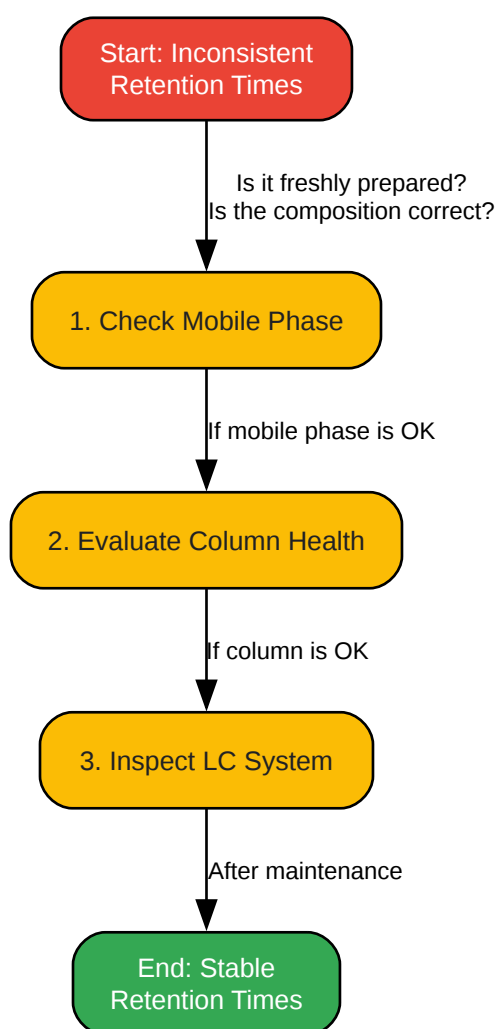 Start: Inconsistent
Retention Times
Is it freshly prepared?
Is the composition correct?
1. Check Mobile Phase
If mobile phase is OK
2. Evaluate Column Health
If column is OK
3. Inspect LC System
After maintenance
End: Stable
Retention Times